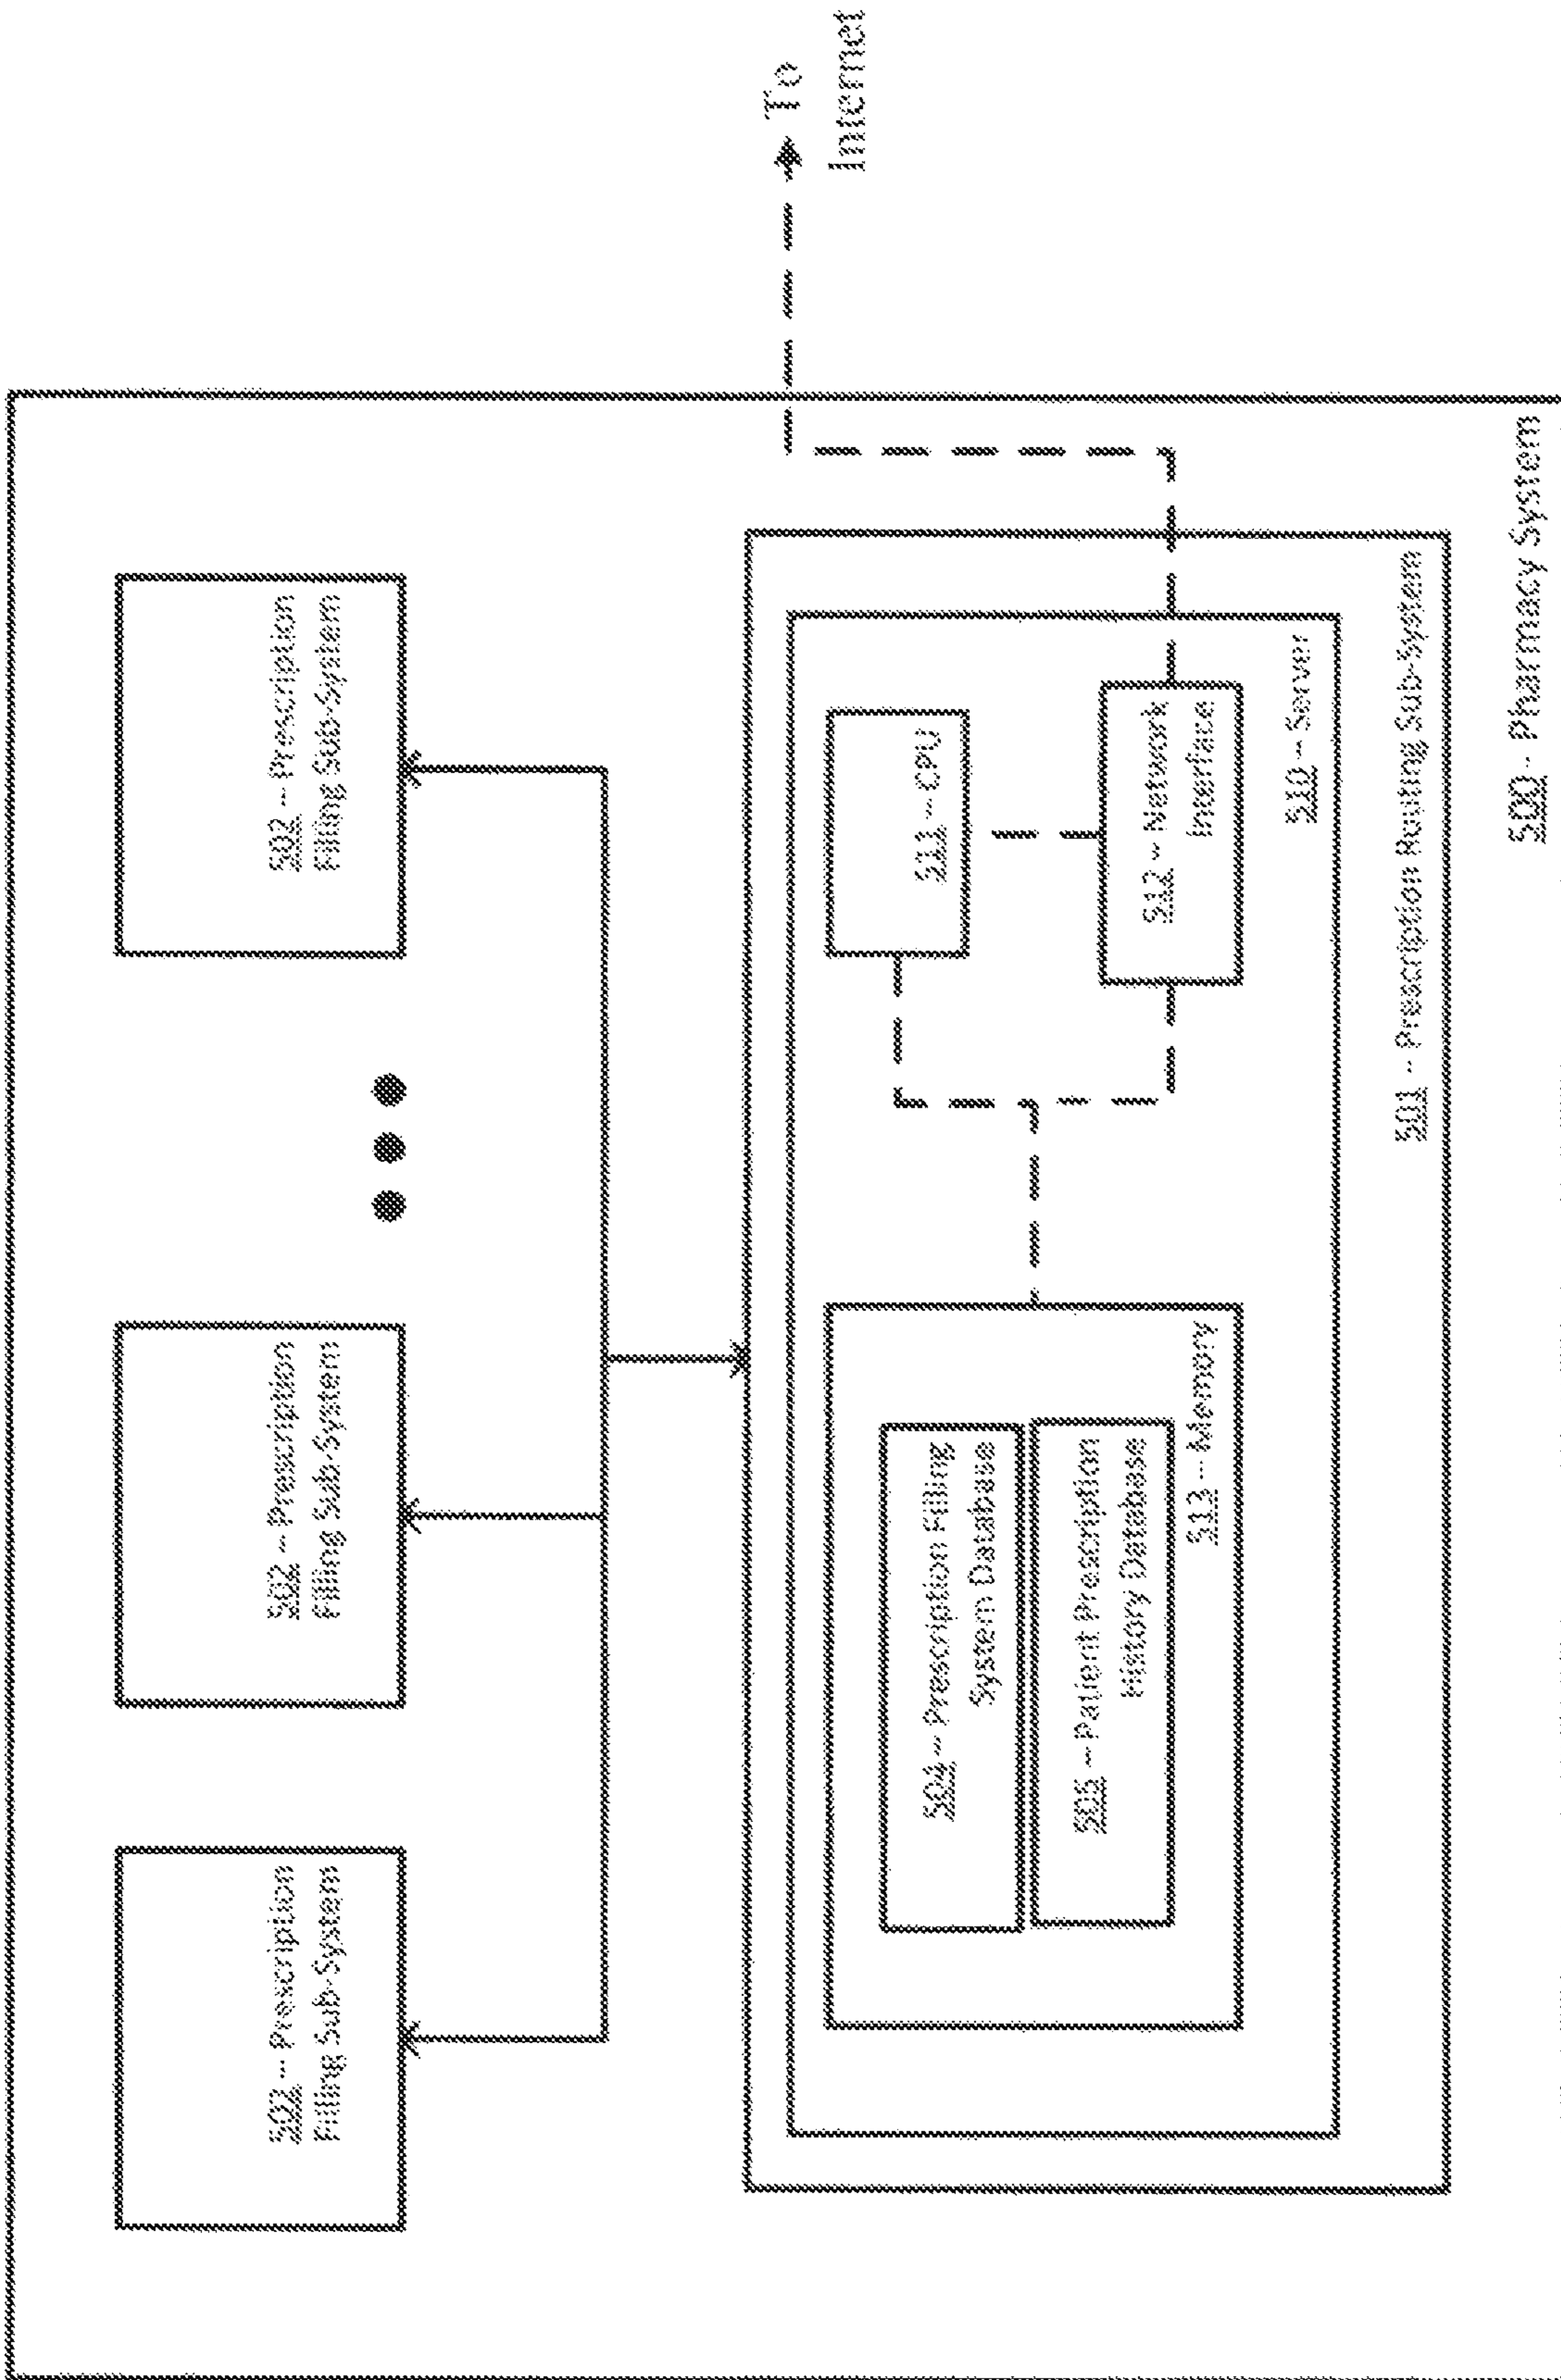 502 – Prescription
Filling Sub-System
502 – Prescription
Filling Sub-System
502 – Prescription
Filling Sub-System
504 – Prescription Filling
System Database
505 – Patient Prescription
History Database
513 – Memory
511 – CPU
512 – Network
Interface
510 – Server
501 – Prescription Routing Sub-System
500 - Pharmacy System
To
Internet